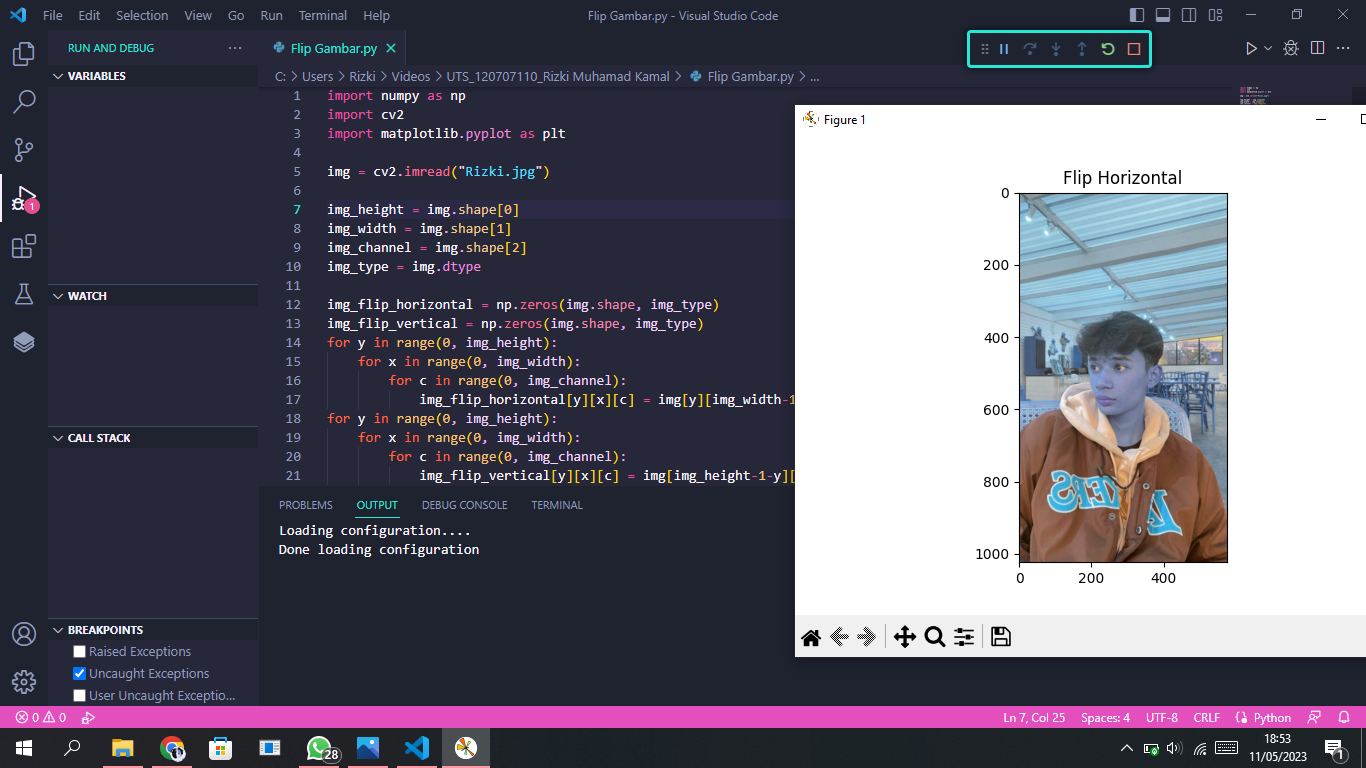 File Edit Selection View Go Run Terminal Help Flip Gambar.py - Visual Studio Code
RUN AND DEBUG ...
VARIABLES
WATCH
CALL STACK
BREAKPOINTS
Raised Exceptions
Uncaught Exceptions
User Uncaught Exceptio...
1
Flip Gambar.py
C: > Users > Rizki > Videos > UTS_120707110_Rizki Muhamad Kamal > Flip Gambar.py > ...
1 import numpy as np
2 import cv2
3 import matplotlib.pyplot as plt
4
5 img = cv2.imread("Rizki.jpg")
6
7 img_height = img.shape[0]
8 img_width = img.shape[1]
9 img_channel = img.shape[2]
10 img_type = img.dtype
11
12 img_flip_horizontal = np.zeros(img.shape, img_type)
13 img_flip_vertical = np.zeros(img.shape, img_type)
14 for y in range(0, img_height):
15 for x in range(0, img_width):
16 for c in range(0, img_channel):
17 img_flip_horizontal[y][x][c] = img[y][img_width-1
18 for y in range(0, img_height):
19 for x in range(0, img_width):
20 for c in range(0, img_channel):
21 img_flip_vertical[y][x][c] = img[img_height-1-y][
PROBLEMS OUTPUT DEBUG CONSOLE TERMINAL
Loading configuration....
Done loading configuration
Figure 1
Flip Horizontal
0
200
400
600
800
1000
0 200 400
0 0 Ln 7, Col 25 Spaces: 4 UTF-8 CRLF Python
28
18:53
11/05/2023
1